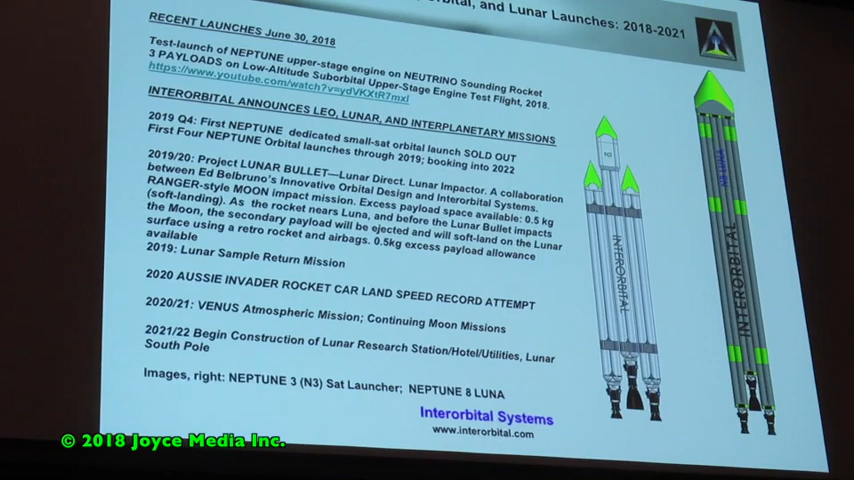 Orbital, and Lunar Launches: 2018-2021
RECENT LAUNCHES June 30, 2018
Test-launch of NEPTUNE upper-stage engine on NEUTRINO Sounding Rocket
3 PAYLOADS on Low-Altitude Suborbital Upper-Stage Engine Test Flight, 2018.
https://www.youtube.com/watch?v=ydVKXtR7mxI
INTERORBITAL ANNOUNCES LEO, LUNAR, AND INTERPLANETARY MISSIONS
2019 Q4: First NEPTUNE dedicated small-sat orbital launch SOLD OUT
First Four NEPTUNE Orbital launches through 2019; booking into 2022
2019/20: Project LUNAR BULLET—Lunar Direct. Lunar Impactor. A collaboration
between Ed Belbruno's Innovative Orbital Design and Interorbital Systems.
RANGER-style MOON impact mission. Excess payload space available: 0.5 kg
(soft-landing). As the rocket nears Luna, and before the Lunar Bullet impacts
the Moon, the secondary payload will be ejected and will soft-land on the Lunar
surface using a retro rocket and airbags. 0.5kg excess payload allowance
available
2019: Lunar Sample Return Mission
2020 AUSSIE INVADER ROCKET CAR LAND SPEED RECORD ATTEMPT
2020/21: VENUS Atmospheric Mission; Continuing Moon Missions
2021/22 Begin Construction of Lunar Research Station/Hotel/Utilities, Lunar
South Pole
Images, right: NEPTUNE 3 (N3) Sat Launcher; NEPTUNE 8 LUNA
Interorbital Systems
www.interorbital.com
INTERORBITAL
INTERORBITAL
© 2018 Joyce Media Inc.